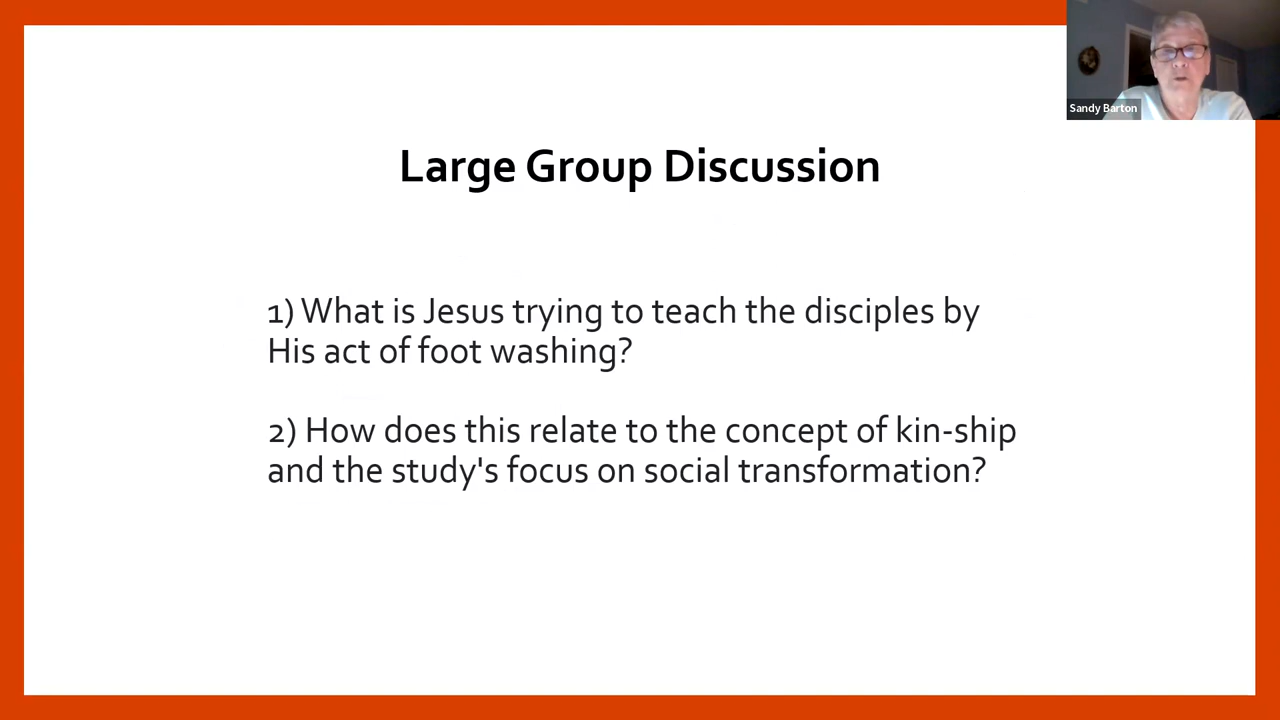 Sandy Barton
Large Group Discussion
1) What is Jesus trying to teach the disciples by
His act of foot washing?
2) How does this relate to the concept of kin-ship
and the study's focus on social transformation?